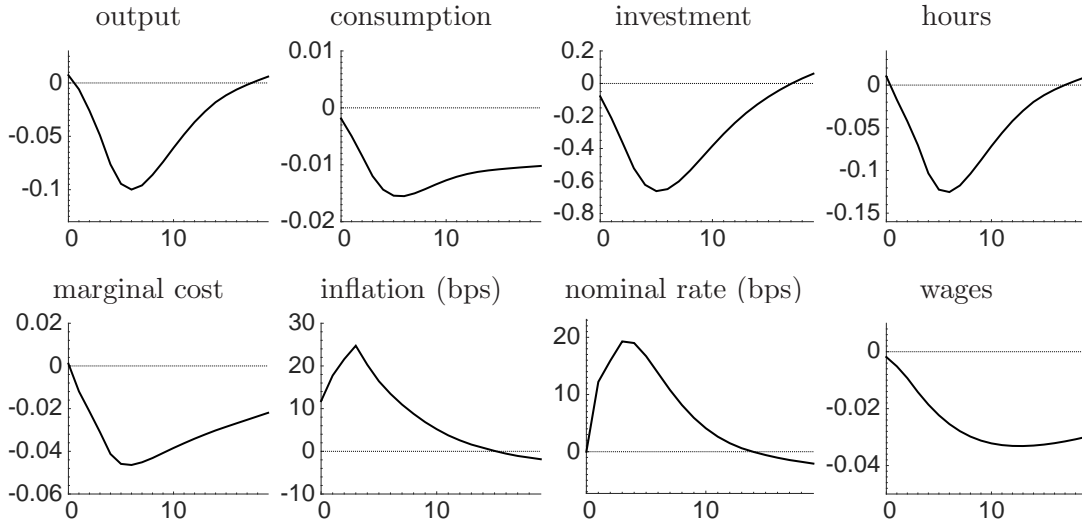 output consumption investment hours
0 0.01 0.2 0
-0.05 0 0 -0.05
-0.1 -0.01 -0.2 -0.1
-0.02 -0.4 -0.15
-0.6
-0.8
0 10 0 10 0 10 0 10
marginal cost inflation (bps) nominal rate (bps) wages
0.02 30 20 0
0 20 10 -0.02
-0.02 10 0 -0.04
-0.04 0
-0.06 -10
0 10 0 10 0 10 0 10